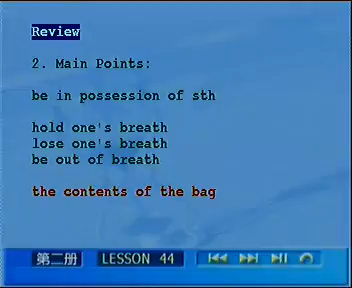 Review
2. Main Points:
be in possession of sth
hold one's breath
lose one's breath
be out of breath
the contents of the bag
第二册 LESSON 44